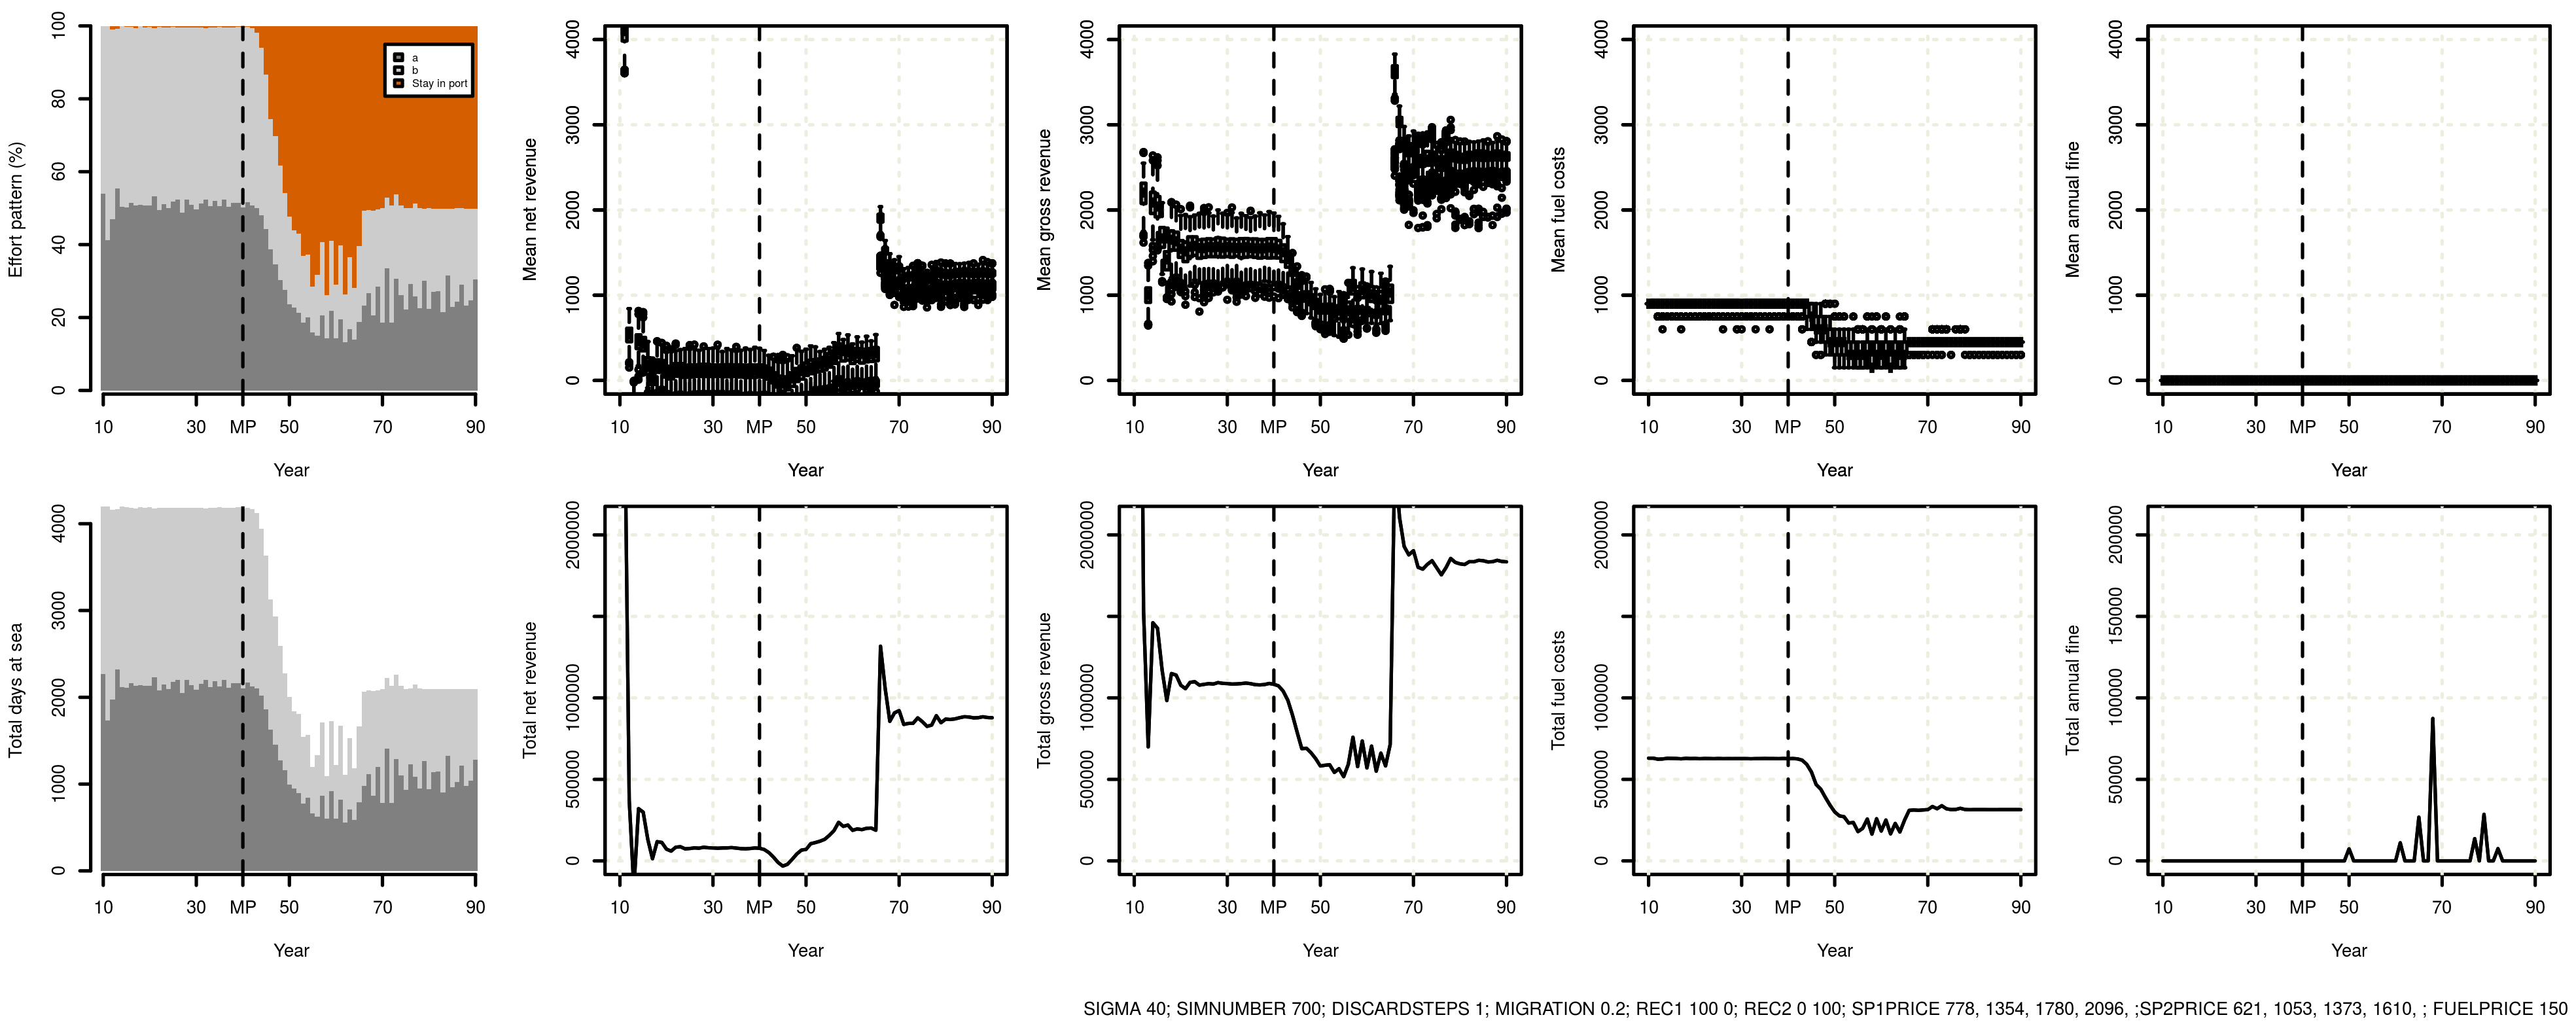 Effort pattern (%)
0 20 40 60 80 100
a
b
Stay in port
10 30 MP 50 70 90
Year
Mean net revenue
0 1000 2000 3000 4000
10 30 MP 50 70 90
Year
Mean gross revenue
0 1000 2000 3000 4000
10 30 MP 50 70 90
Year
Mean fuel costs
0 1000 2000 3000 4000
10 30 MP 50 70 90
Year
Mean annual fine
0 1000 2000 3000 4000
10 30 MP 50 70 90
Year
Total days at sea
0 1000 2000 3000 4000
10 30 MP 50 70 90
Year
Total net revenue
0 500000 1000000 2000000
10 30 MP 50 70 90
Year
Total gross revenue
0 500000 1000000 2000000
10 30 MP 50 70 90
Year
Total fuel costs
0 500000 1000000 2000000
10 30 MP 50 70 90
Year
Total annual fine
0 50000 100000 150000 200000
10 30 MP 50 70 90
Year
SIGMA 40; SIMNUMBER 700; DISCARDSTEPS 1; MIGRATION 0.2; REC1 100 0; REC2 0 100; SP1PRICE 778, 1354, 1780, 2096, ;SP2PRICE 621, 1053, 1373, 1610, ; FUELPRICE 150